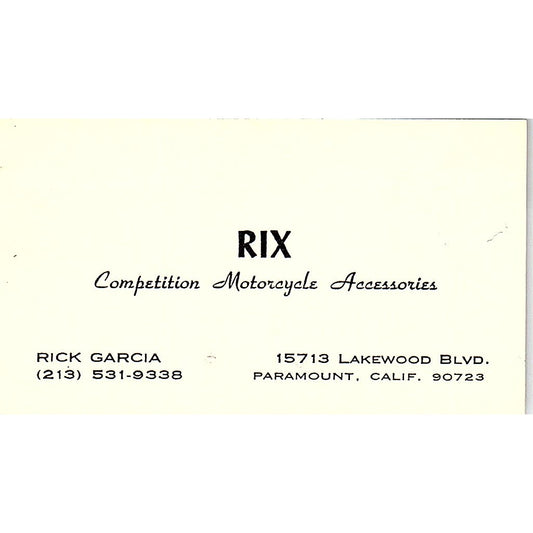 RIX
Competition Motorcycle Accessories
RICK GARCIA
(213) 531-9338
15713 LAKEWOOD BLVD.
PARAMOUNT, CALIF. 90723